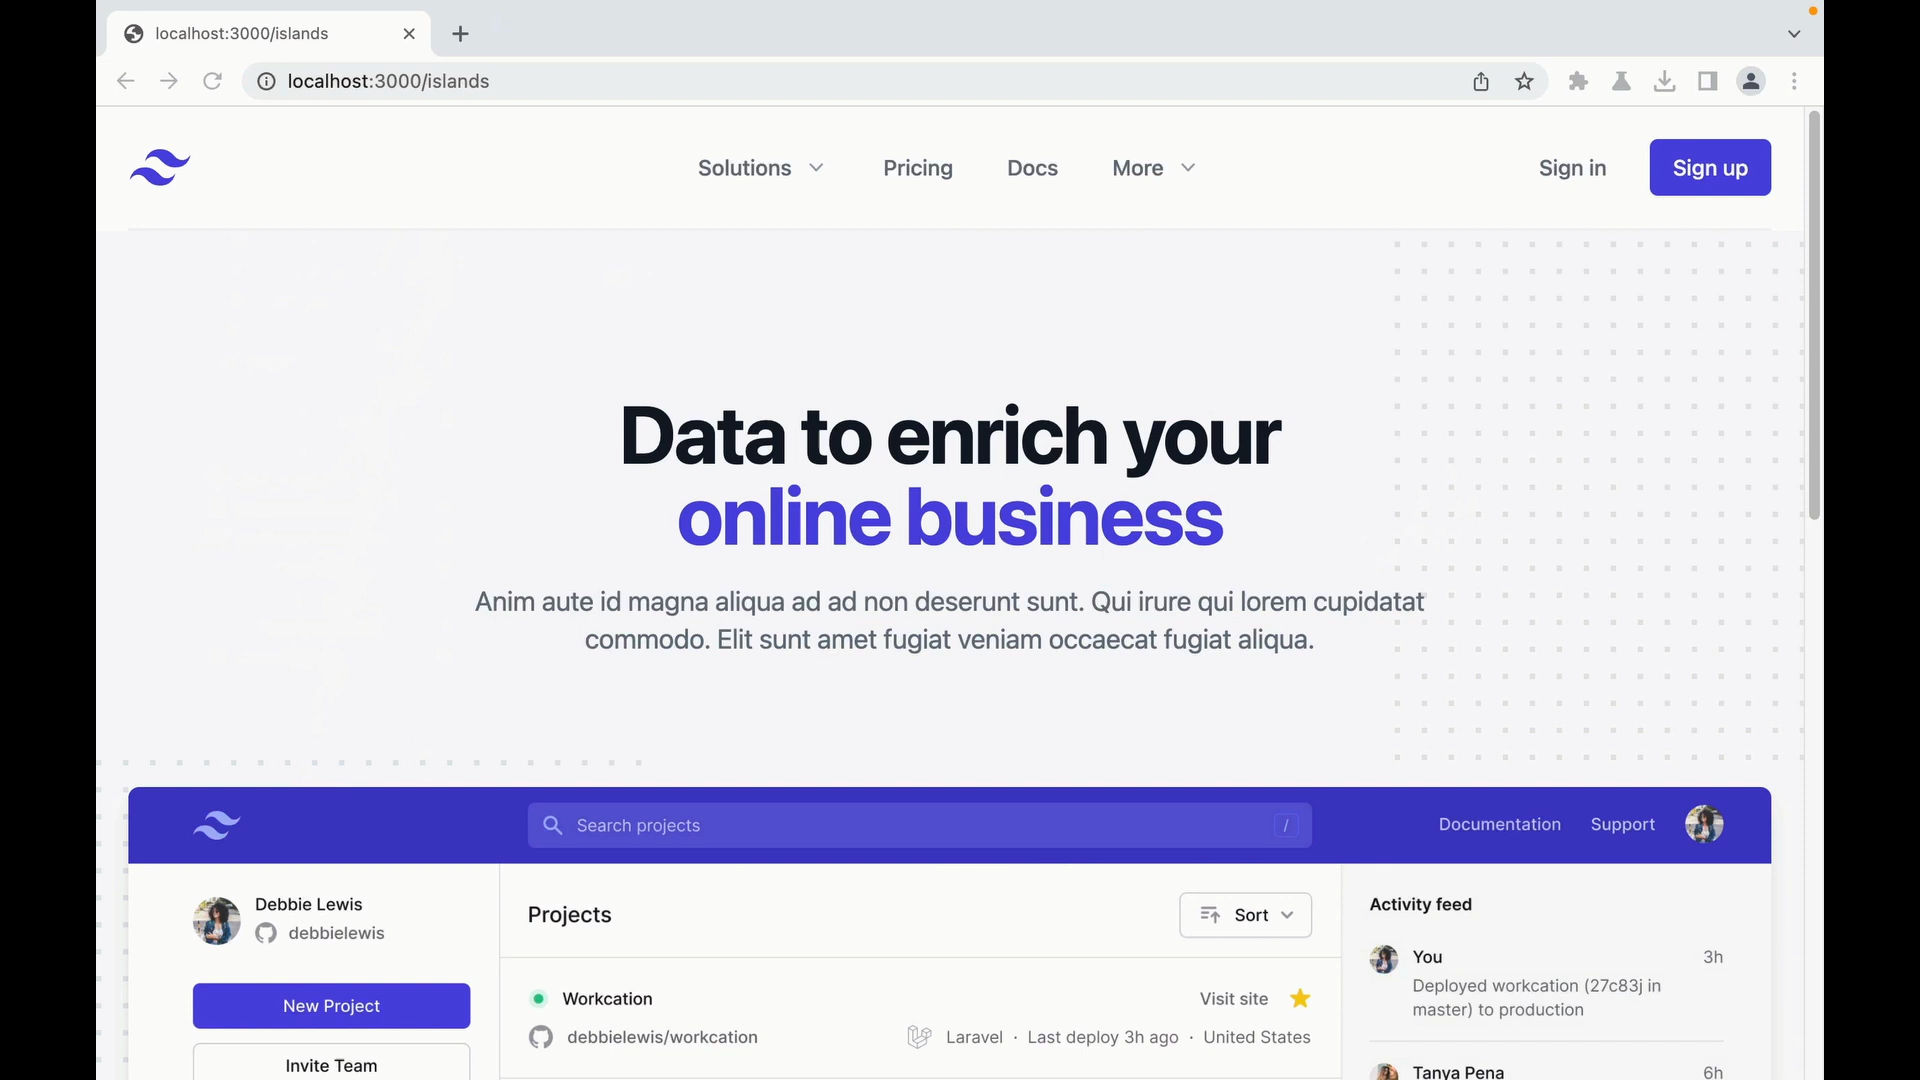 localhost:3000/islands
localhost:3000/islands
Solutions
Pricing
Docs
More
Sign in
Sign up
Data to enrich your
online business
Anim aute id magna aliqua ad ad non deserunt sunt. Qui irure qui lorem cupidatat
commodo. Elit sunt amet fugiat veniam occaecat fugiat aliqua.
Search projects
/
Documentation
Support
Debbie Lewis
debbielewis
New Project
Invite Team
Projects
Sort
Workcation
Visit site
debbielewis/workcation
Laravel · Last deploy 3h ago · United States
Activity feed
You
3h
Deployed workcation (27c83j in
master) to production
Tanya Pena
6h